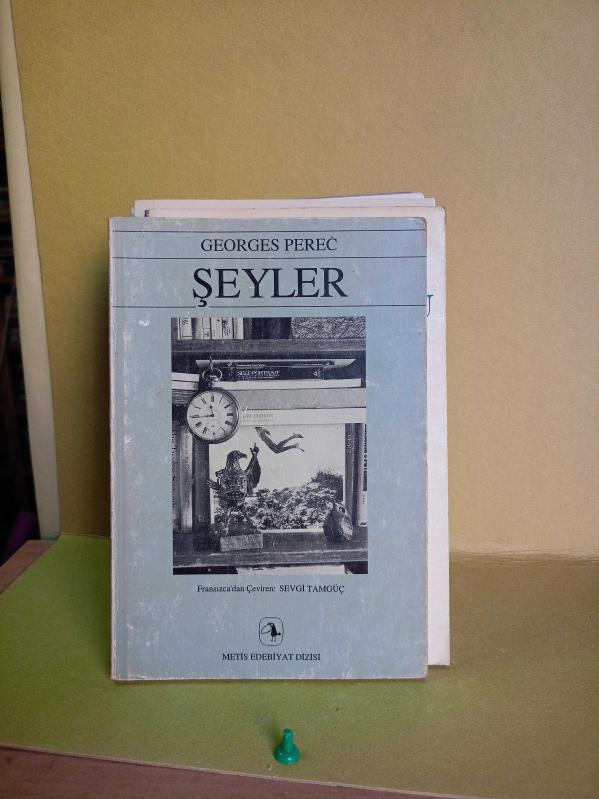 GEORGES PEREC
ŞEYLER
SELF-PORTRAIT
Fransızca'dan Çeviren: SEVGİ TAMGÜÇ
METİS EDEBİYAT DİZİSİ